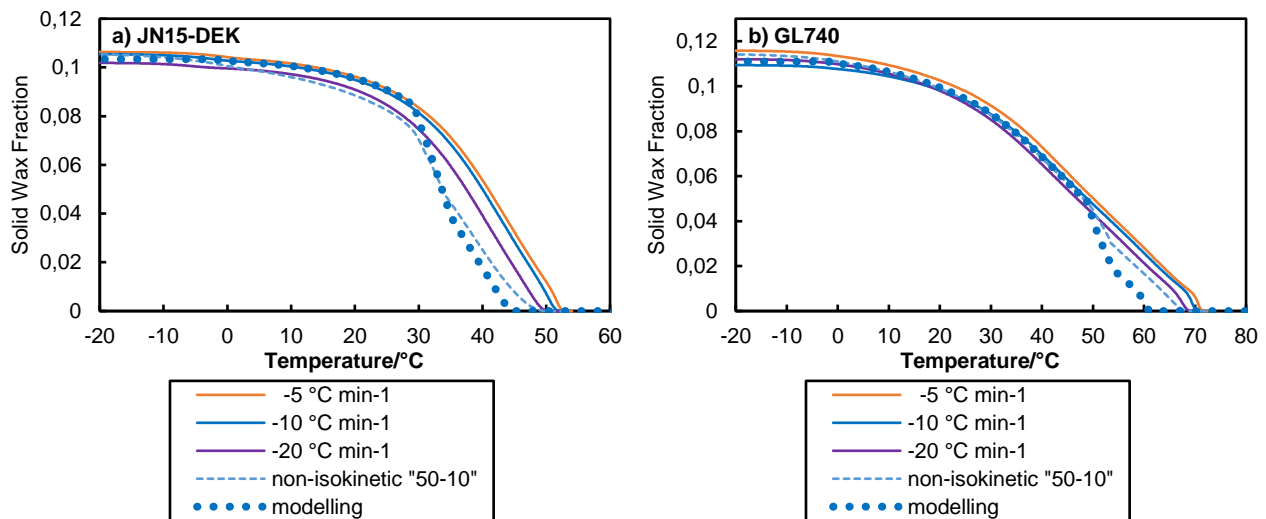 a) JN15-DEK
Solid Wax Fraction
0,12
0,1
0,08
0,06
0,04
0,02
0
-20 -10 0 10 20 30 40 50 60
Temperature/°C
-5 °C min-1
-10 °C min-1
-20 °C min-1
non-isokinetic "50-10"
modelling
b) GL740
Solid Wax Fraction
0,12
0,1
0,08
0,06
0,04
0,02
0
-20 -10 0 10 20 30 40 50 60 70 80
Temperature/°C
-5 °C min-1
-10 °C min-1
-20 °C min-1
non-isokinetic "50-10"
modelling